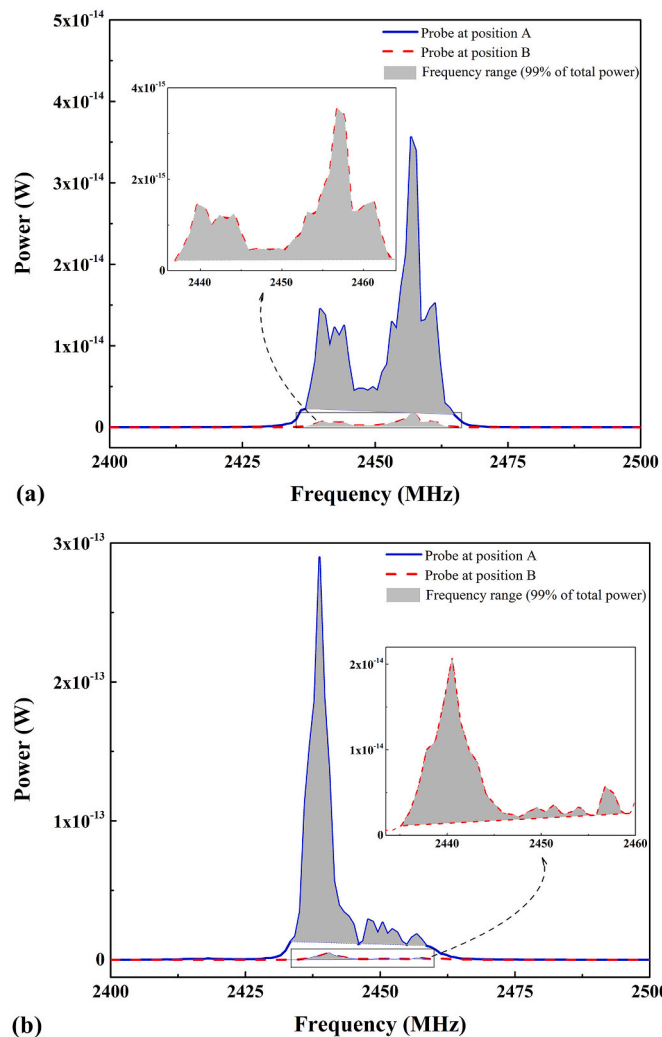 5x10⁻¹⁴
4x10⁻¹⁴
3x10⁻¹⁴
2x10⁻¹⁴
1x10⁻¹⁴
0
Power (W)
Probe at position A
Probe at position B
Frequency range (99% of total power)
4x10⁻¹⁵
2x10⁻¹⁵
0
2440 2450 2460
2400 2425 2450 2475 2500
(a) Frequency (MHz)
3x10⁻¹³
2x10⁻¹³
1x10⁻¹³
0
Power (W)
Probe at position A
Probe at position B
Frequency range (99% of total power)
2x10⁻¹⁴
1x10⁻¹⁴
0
2440 2450 2460
2400 2425 2450 2475 2500
(b) Frequency (MHz)